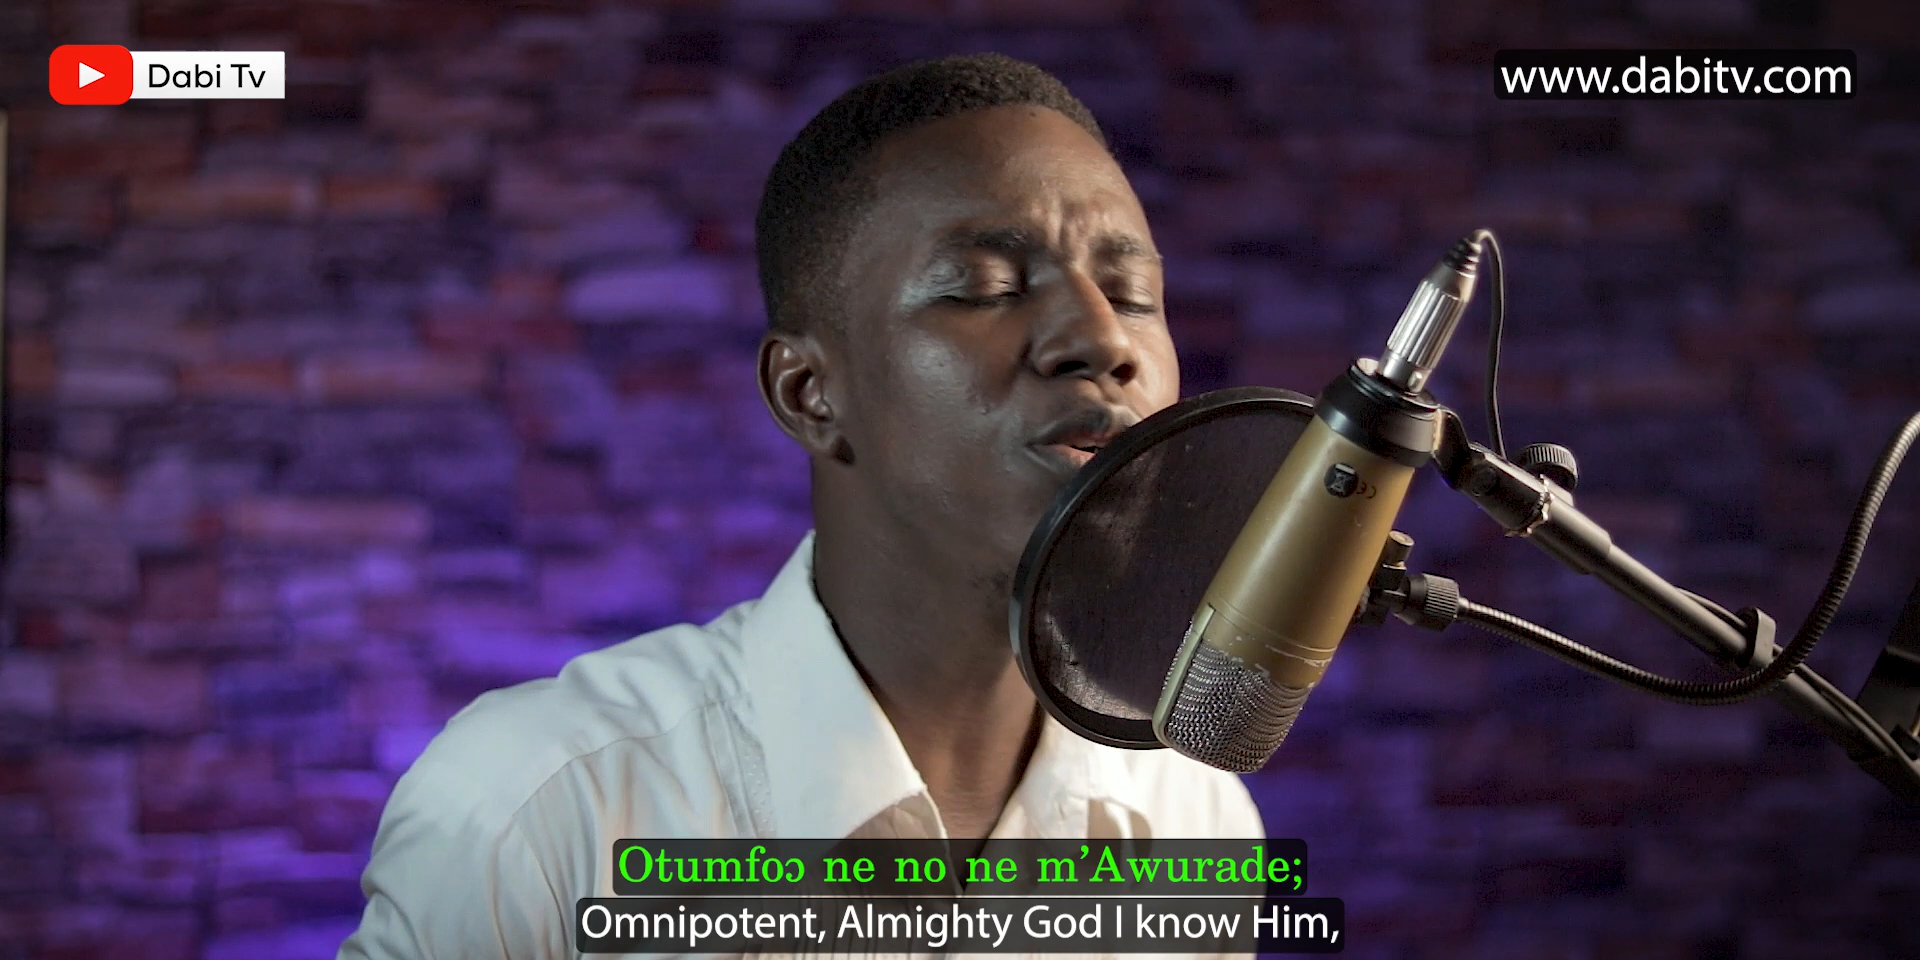 Dabi Tv
www.dabitv.com
Otumfoɔ ne no ne m’Awurade;
Omnipotent, Almighty God I know Him,